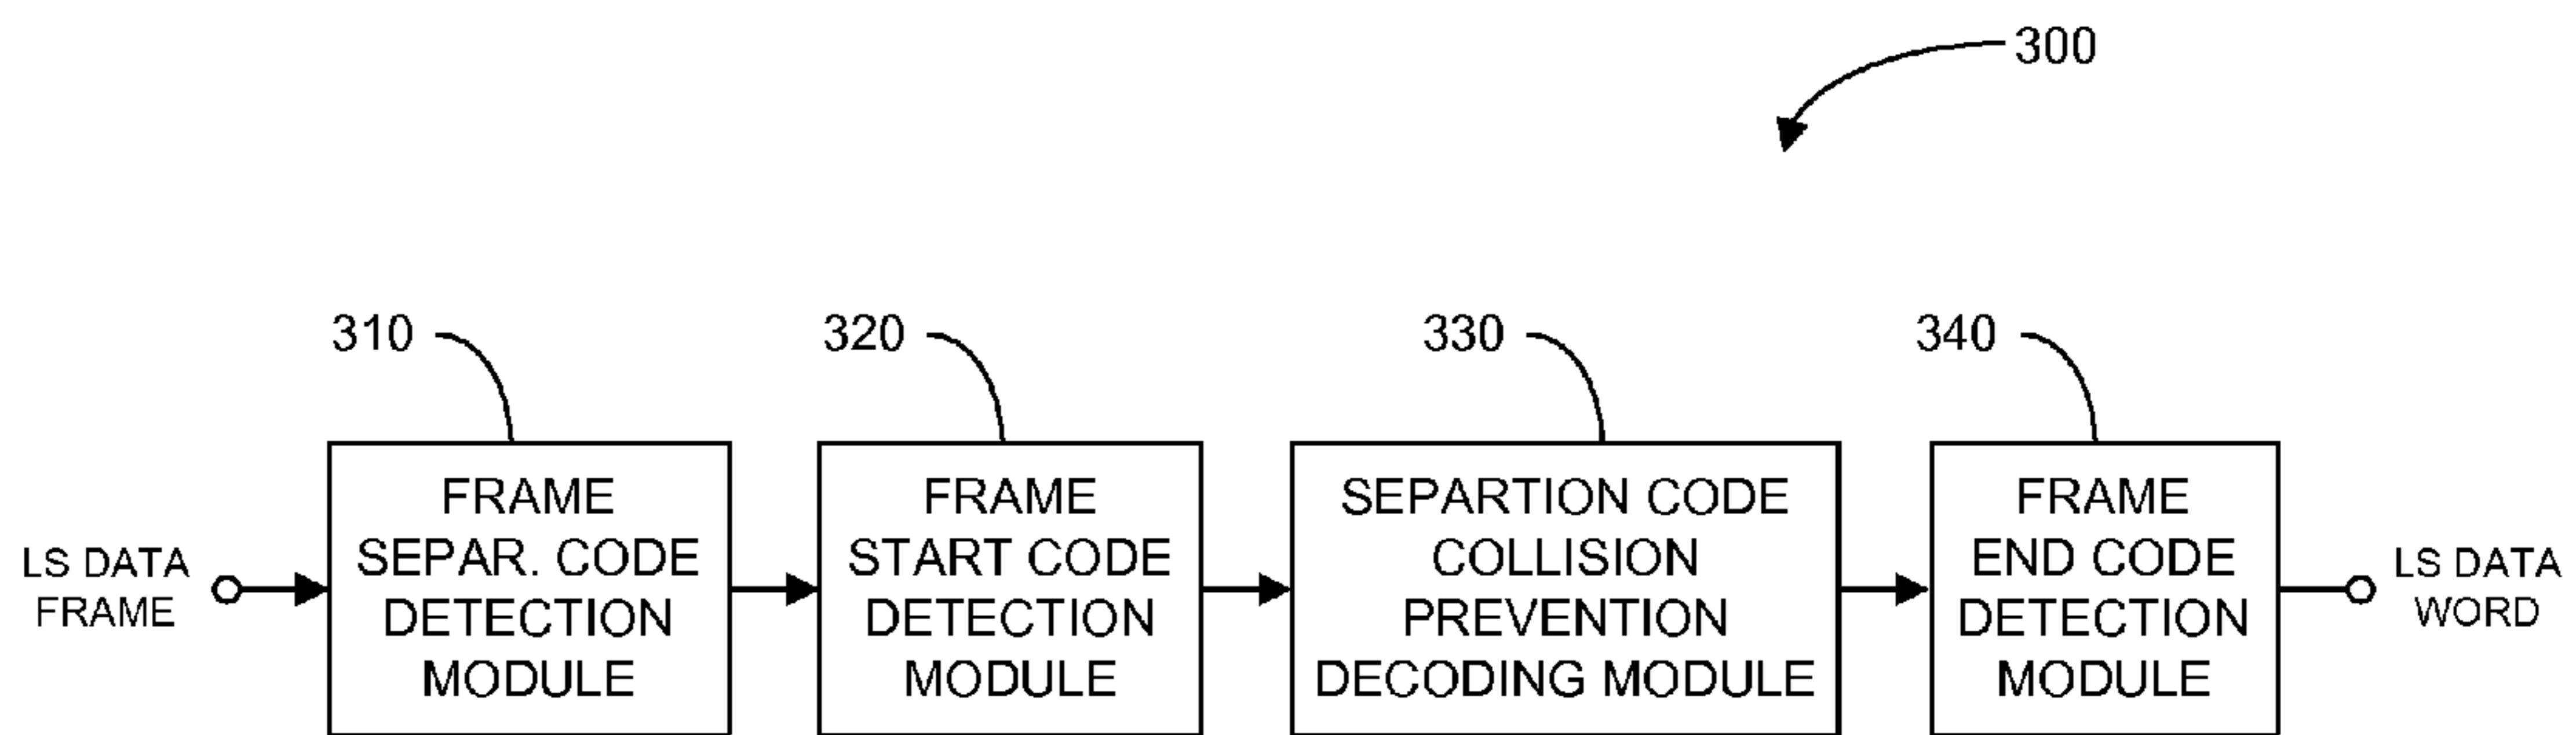 300
310
320
330
340
LS DATA
FRAME
FRAME
SEPAR. CODE
DETECTION
MODULE
FRAME
START CODE
DETECTION
MODULE
SEPARTION CODE
COLLISION
PREVENTION
DECODING MODULE
FRAME
END CODE
DETECTION
MODULE
LS DATA
WORD